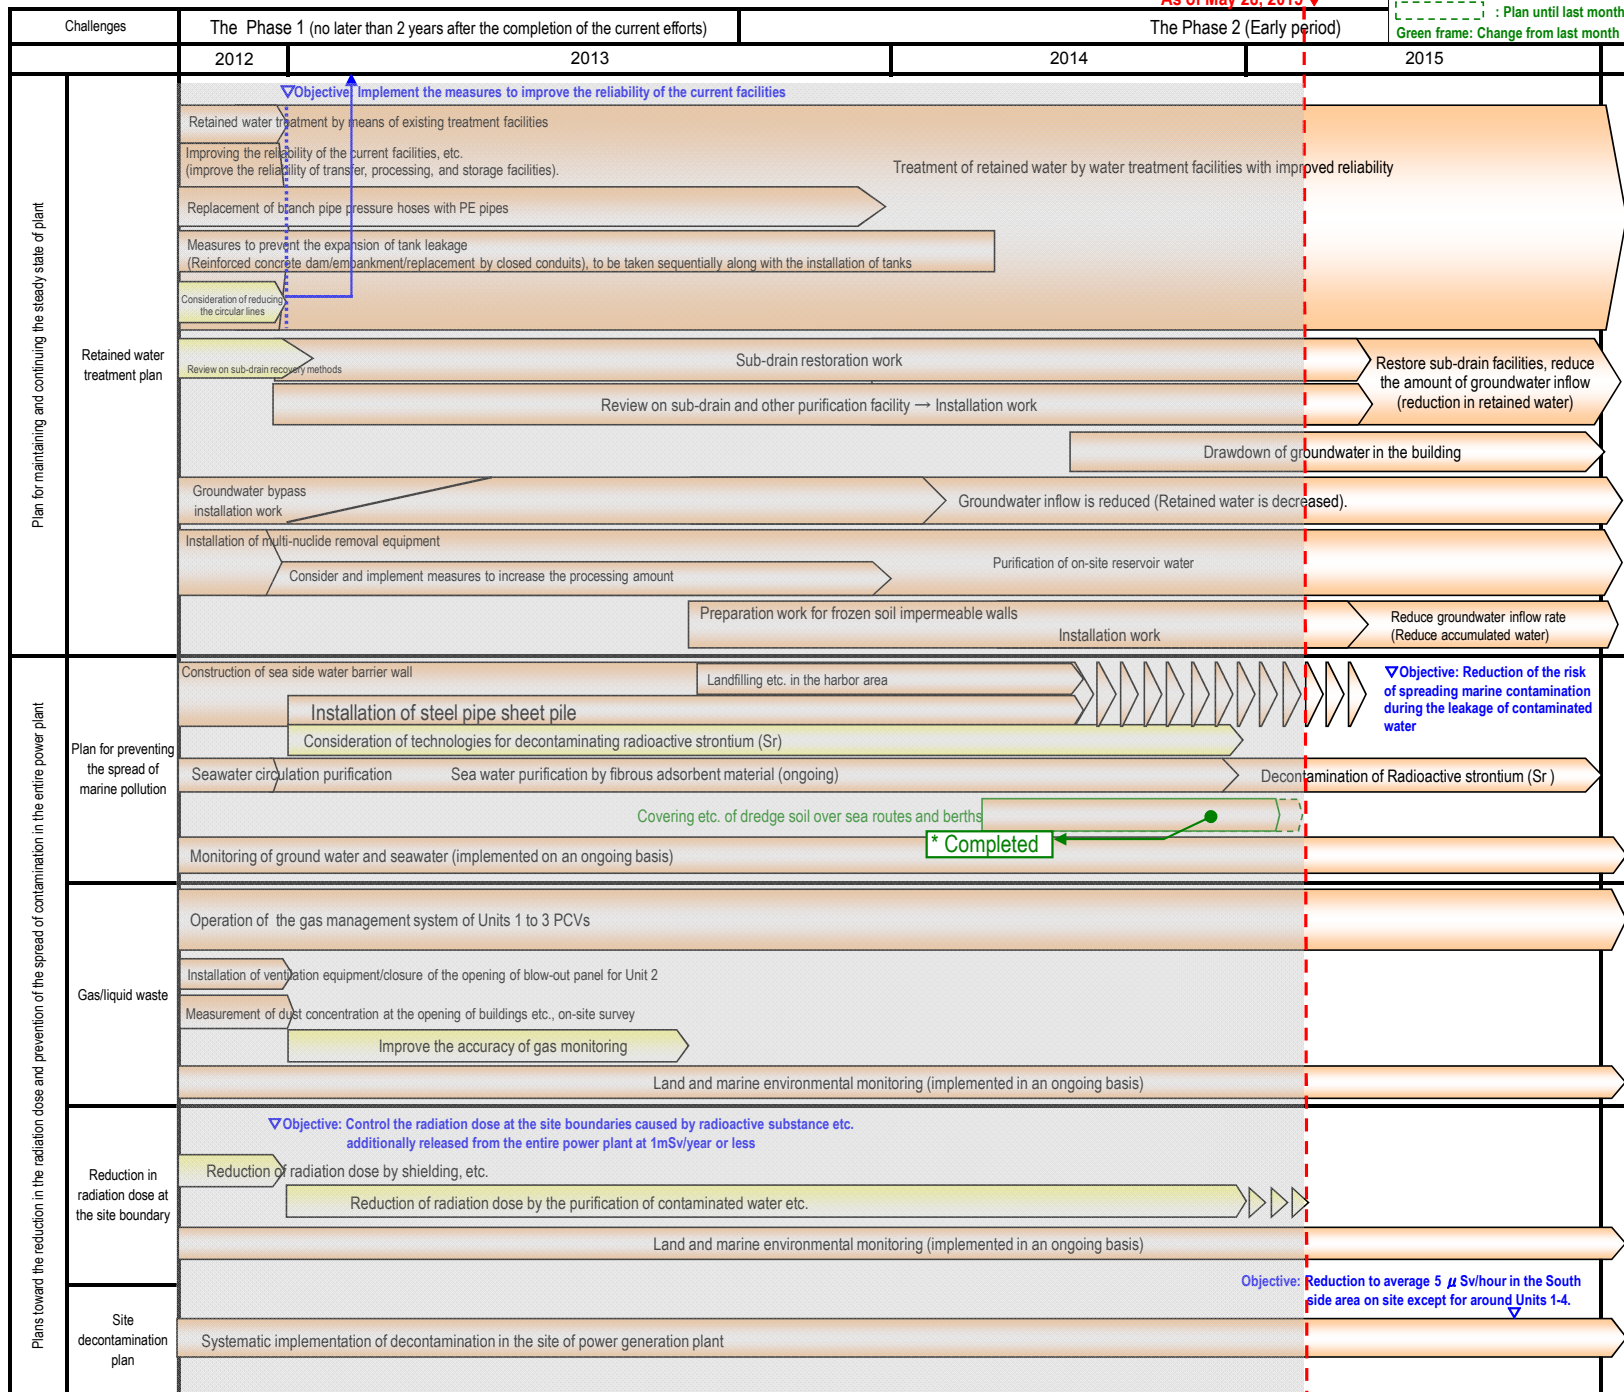 As of May 28, 2015
: Plan until last month
Green frame: Change from last month
Challenges
The Phase 1 (no later than 2 years after the completion of the current efforts)
The Phase 2 (Early period)
2012
2013
2014
2015
Plan for maintaining and continuing the steady state of plant
Retained water
treatment plan
▽Objective: Implement the measures to improve the reliability of the current facilities
Retained water treatment by means of existing treatment facilities
Improving the reliability of the current facilities, etc.
(improve the reliability of transfer, processing, and storage facilities).
Treatment of retained water by water treatment facilities with improved reliability
Replacement of branch pipe pressure hoses with PE pipes
Measures to prevent the expansion of tank leakage
(Reinforced concrete dam/embankment/replacement by closed conduits), to be taken sequentially along with the installation of tanks
Consideration of reducing
the circular lines
Review on sub-drain recovery methods
Sub-drain restoration work
Restore sub-drain facilities, reduce
the amount of groundwater inflow
(reduction in retained water)
Review on sub-drain and other purification facility → Installation work
Drawdown of groundwater in the building
Groundwater bypass
installation work
Groundwater inflow is reduced (Retained water is decreased).
Installation of multi-nuclide removal equipment
Purification of on-site reservoir water
Consider and implement measures to increase the processing amount
Preparation work for frozen soil impermeable walls
Installation work
Reduce groundwater inflow rate
(Reduce accumulated water)
Plans toward the reduction in the radiation dose and prevention of the spread of contamination in the entire power plant
Plan for preventing
the spread of
marine pollution
Construction of sea side water barrier wall
Landfilling etc. in the harbor area
Installation of steel pipe sheet pile
▽Objective: Reduction of the risk
of spreading marine contamination
during the leakage of contaminated
water
Consideration of technologies for decontaminating radioactive strontium (Sr)
Seawater circulation purification
Sea water purification by fibrous adsorbent material (ongoing)
Decontamination of Radioactive strontium (Sr )
Covering etc. of dredge soil over sea routes and berths
* Completed
Monitoring of ground water and seawater (implemented on an ongoing basis)
Gas/liquid waste
Operation of the gas management system of Units 1 to 3 PCVs
Installation of ventilation equipment/closure of the opening of blow-out panel for Unit 2
Measurement of dust concentration at the opening of buildings etc., on-site survey
Improve the accuracy of gas monitoring
Land and marine environmental monitoring (implemented in an ongoing basis)
Reduction in
radiation dose at
the site boundary
▽Objective: Control the radiation dose at the site boundaries caused by radioactive substance etc.
additionally released from the entire power plant at 1mSv/year or less
Reduction of radiation dose by shielding, etc.
Reduction of radiation dose by the purification of contaminated water etc.
Land and marine environmental monitoring (implemented in an ongoing basis)
Site
decontamination
plan
Objective: Reduction to average 5 μ Sv/hour in the South
side area on site except for around Units 1-4.
▽
Systematic implementation of decontamination in the site of power generation plant